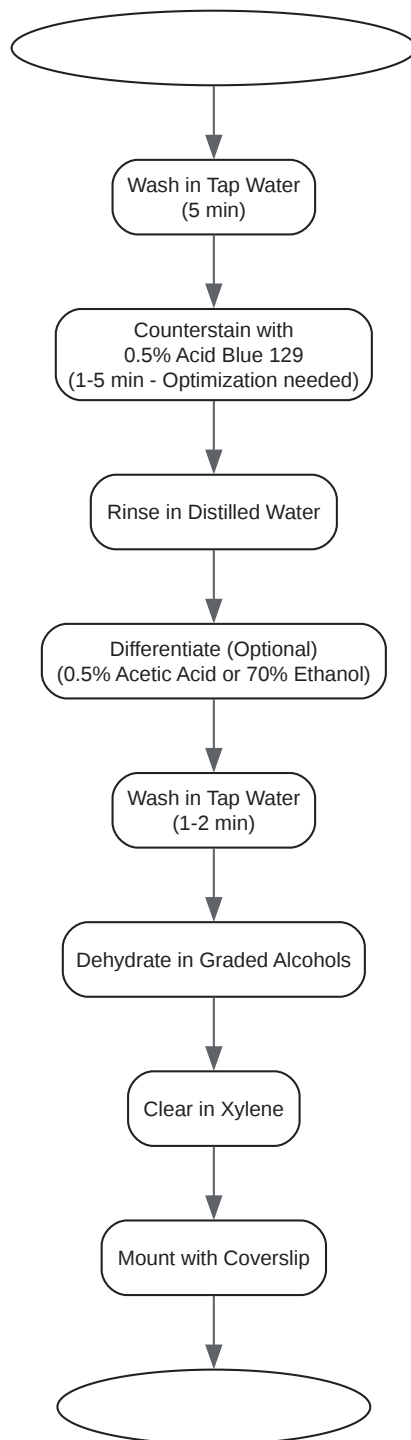 Wash in Tap Water
(5 min)
Counterstain with
0.5% Acid Blue 129
(1-5 min - Optimization needed)
Rinse in Distilled Water
Differentiate (Optional)
(0.5% Acetic Acid or 70% Ethanol)
Wash in Tap Water
(1-2 min)
Dehydrate in Graded Alcohols
Clear in Xylene
Mount with Coverslip